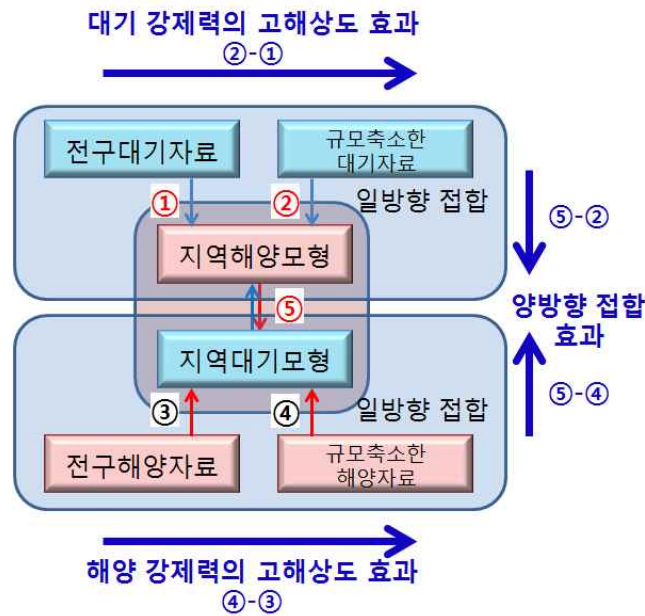 대기 강제력의 고해상도 효과
②-①
전구대기자료
규모축소한
대기자료
①
②
일방향 접합
지역해양모형
⑤-②
⑤
양방향 접합
효과
지역대기모형
⑤-④
③
④
일방향 접합
전구해양자료
규모축소한
해양자료
해양 강제력의 고해상도 효과
④-③